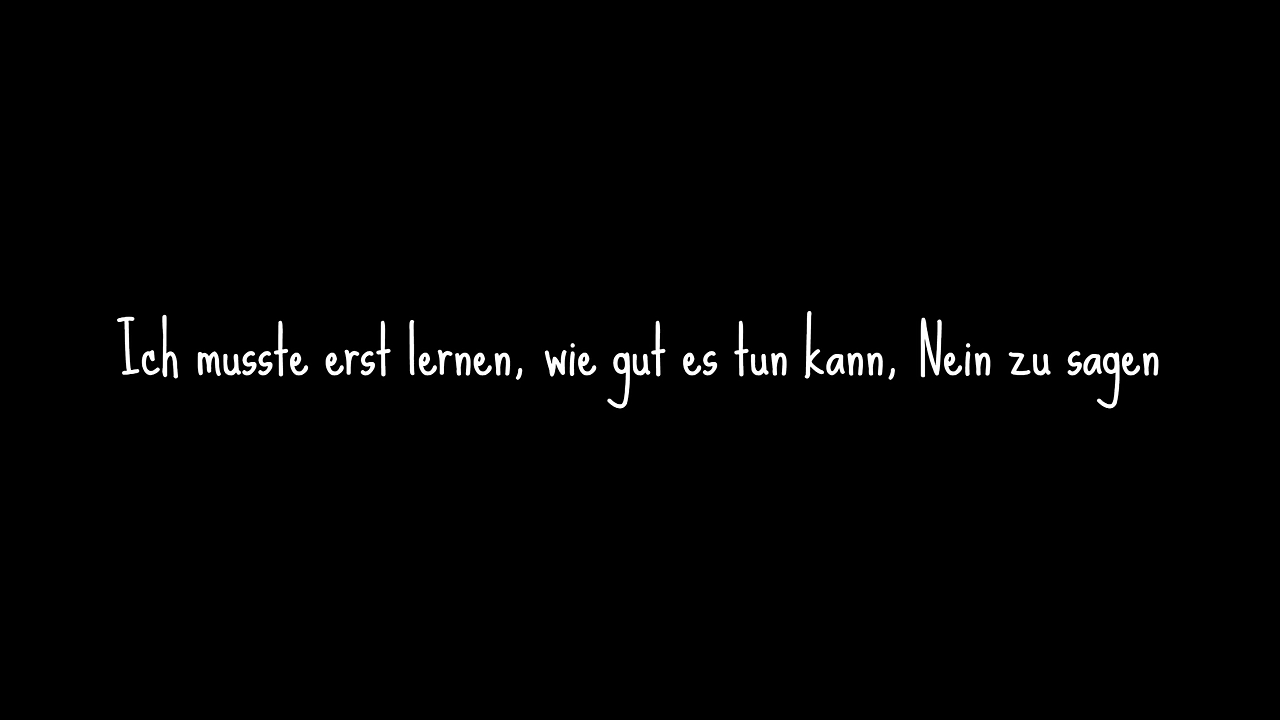 Ich musste erst lernen, wie gut es tun kann, Nein zu sagen